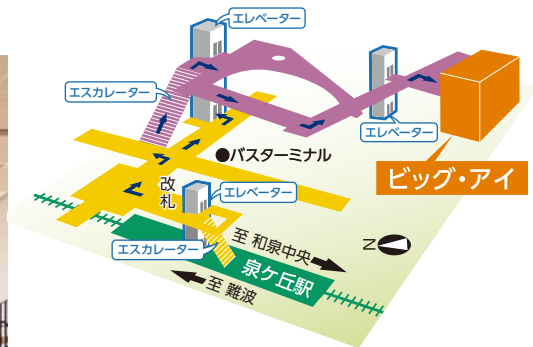 エレベーター
エスカレーター
エレベーター
●バスターミナル
ビッグ・アイ
改札
エレベーター
エスカレーター
至 和泉中央
N
泉ケ丘駅
至 難波